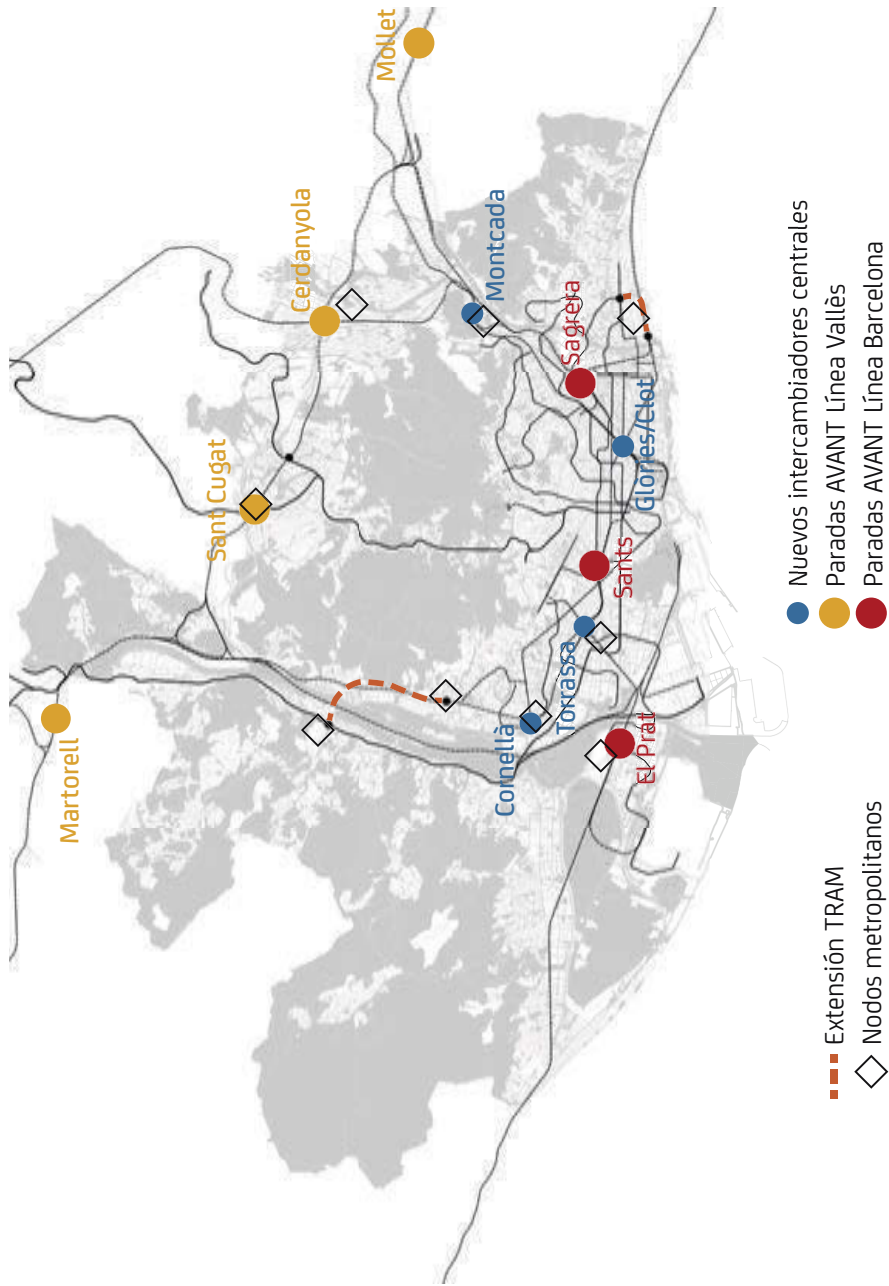 Martorell
Sant Cugat
Cerdanyola
Mollet
Cornellà
Torrassa
El Prat
Sants
Glòries/Clot
Sagrera
Montcada
Extensión TRAM
Nodos metropolitanos
Nuevos intercambiadores centrales
Paradas AVANT Línea Vallès
Paradas AVANT Línea Barcelona